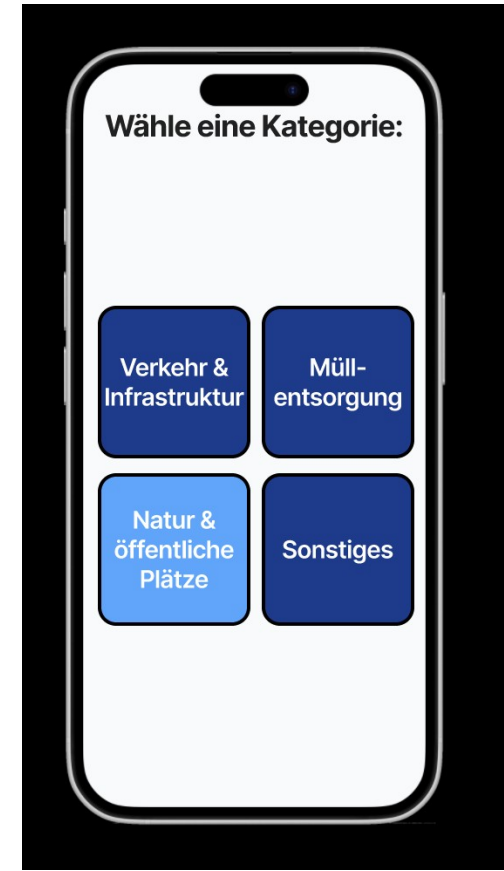 Wähle eine Kategorie:
Verkehr &
Infrastruktur
Müll-
entsorgung
Natur &
öffentliche
Plätze
Sonstiges